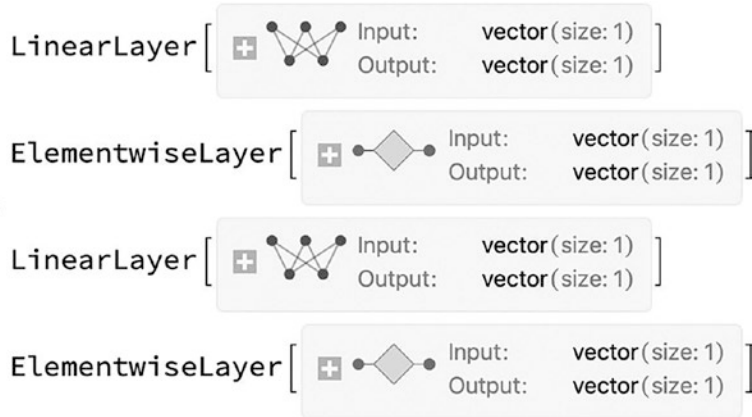 LinearLayer[ Input: vector(size: 1)
Output: vector(size: 1) ]
ElementwiseLayer[ Input: vector(size: 1)
Output: vector(size: 1) ]
LinearLayer[ Input: vector(size: 1)
Output: vector(size: 1) ]
ElementwiseLayer[ Input: vector(size: 1)
Output: vector(size: 1) ]